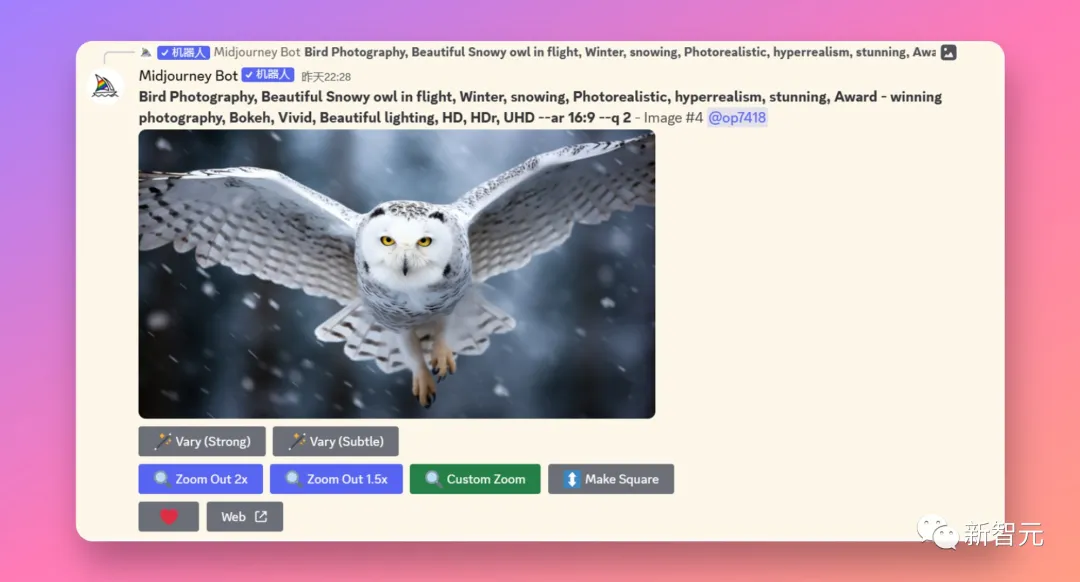 ✓机器人 Midjourney Bot Bird Photography, Beautiful Snowy owl in flight, Winter, snowing, Photorealistic, hyperrealism, stunning, Awa
Midjourney Bot ✓机器人 昨天22:28
Bird Photography, Beautiful Snowy owl in flight, Winter, snowing, Photorealistic, hyperrealism, stunning, Award - winning
photography, Bokeh, Vivid, Beautiful lighting, HD, HDr, UHD --ar 16:9 --q 2 - Image #4 @op7418
Vary (Strong) Vary (Subtle)
Zoom Out 2x Zoom Out 1.5x Custom Zoom Make Square
Web
新智元